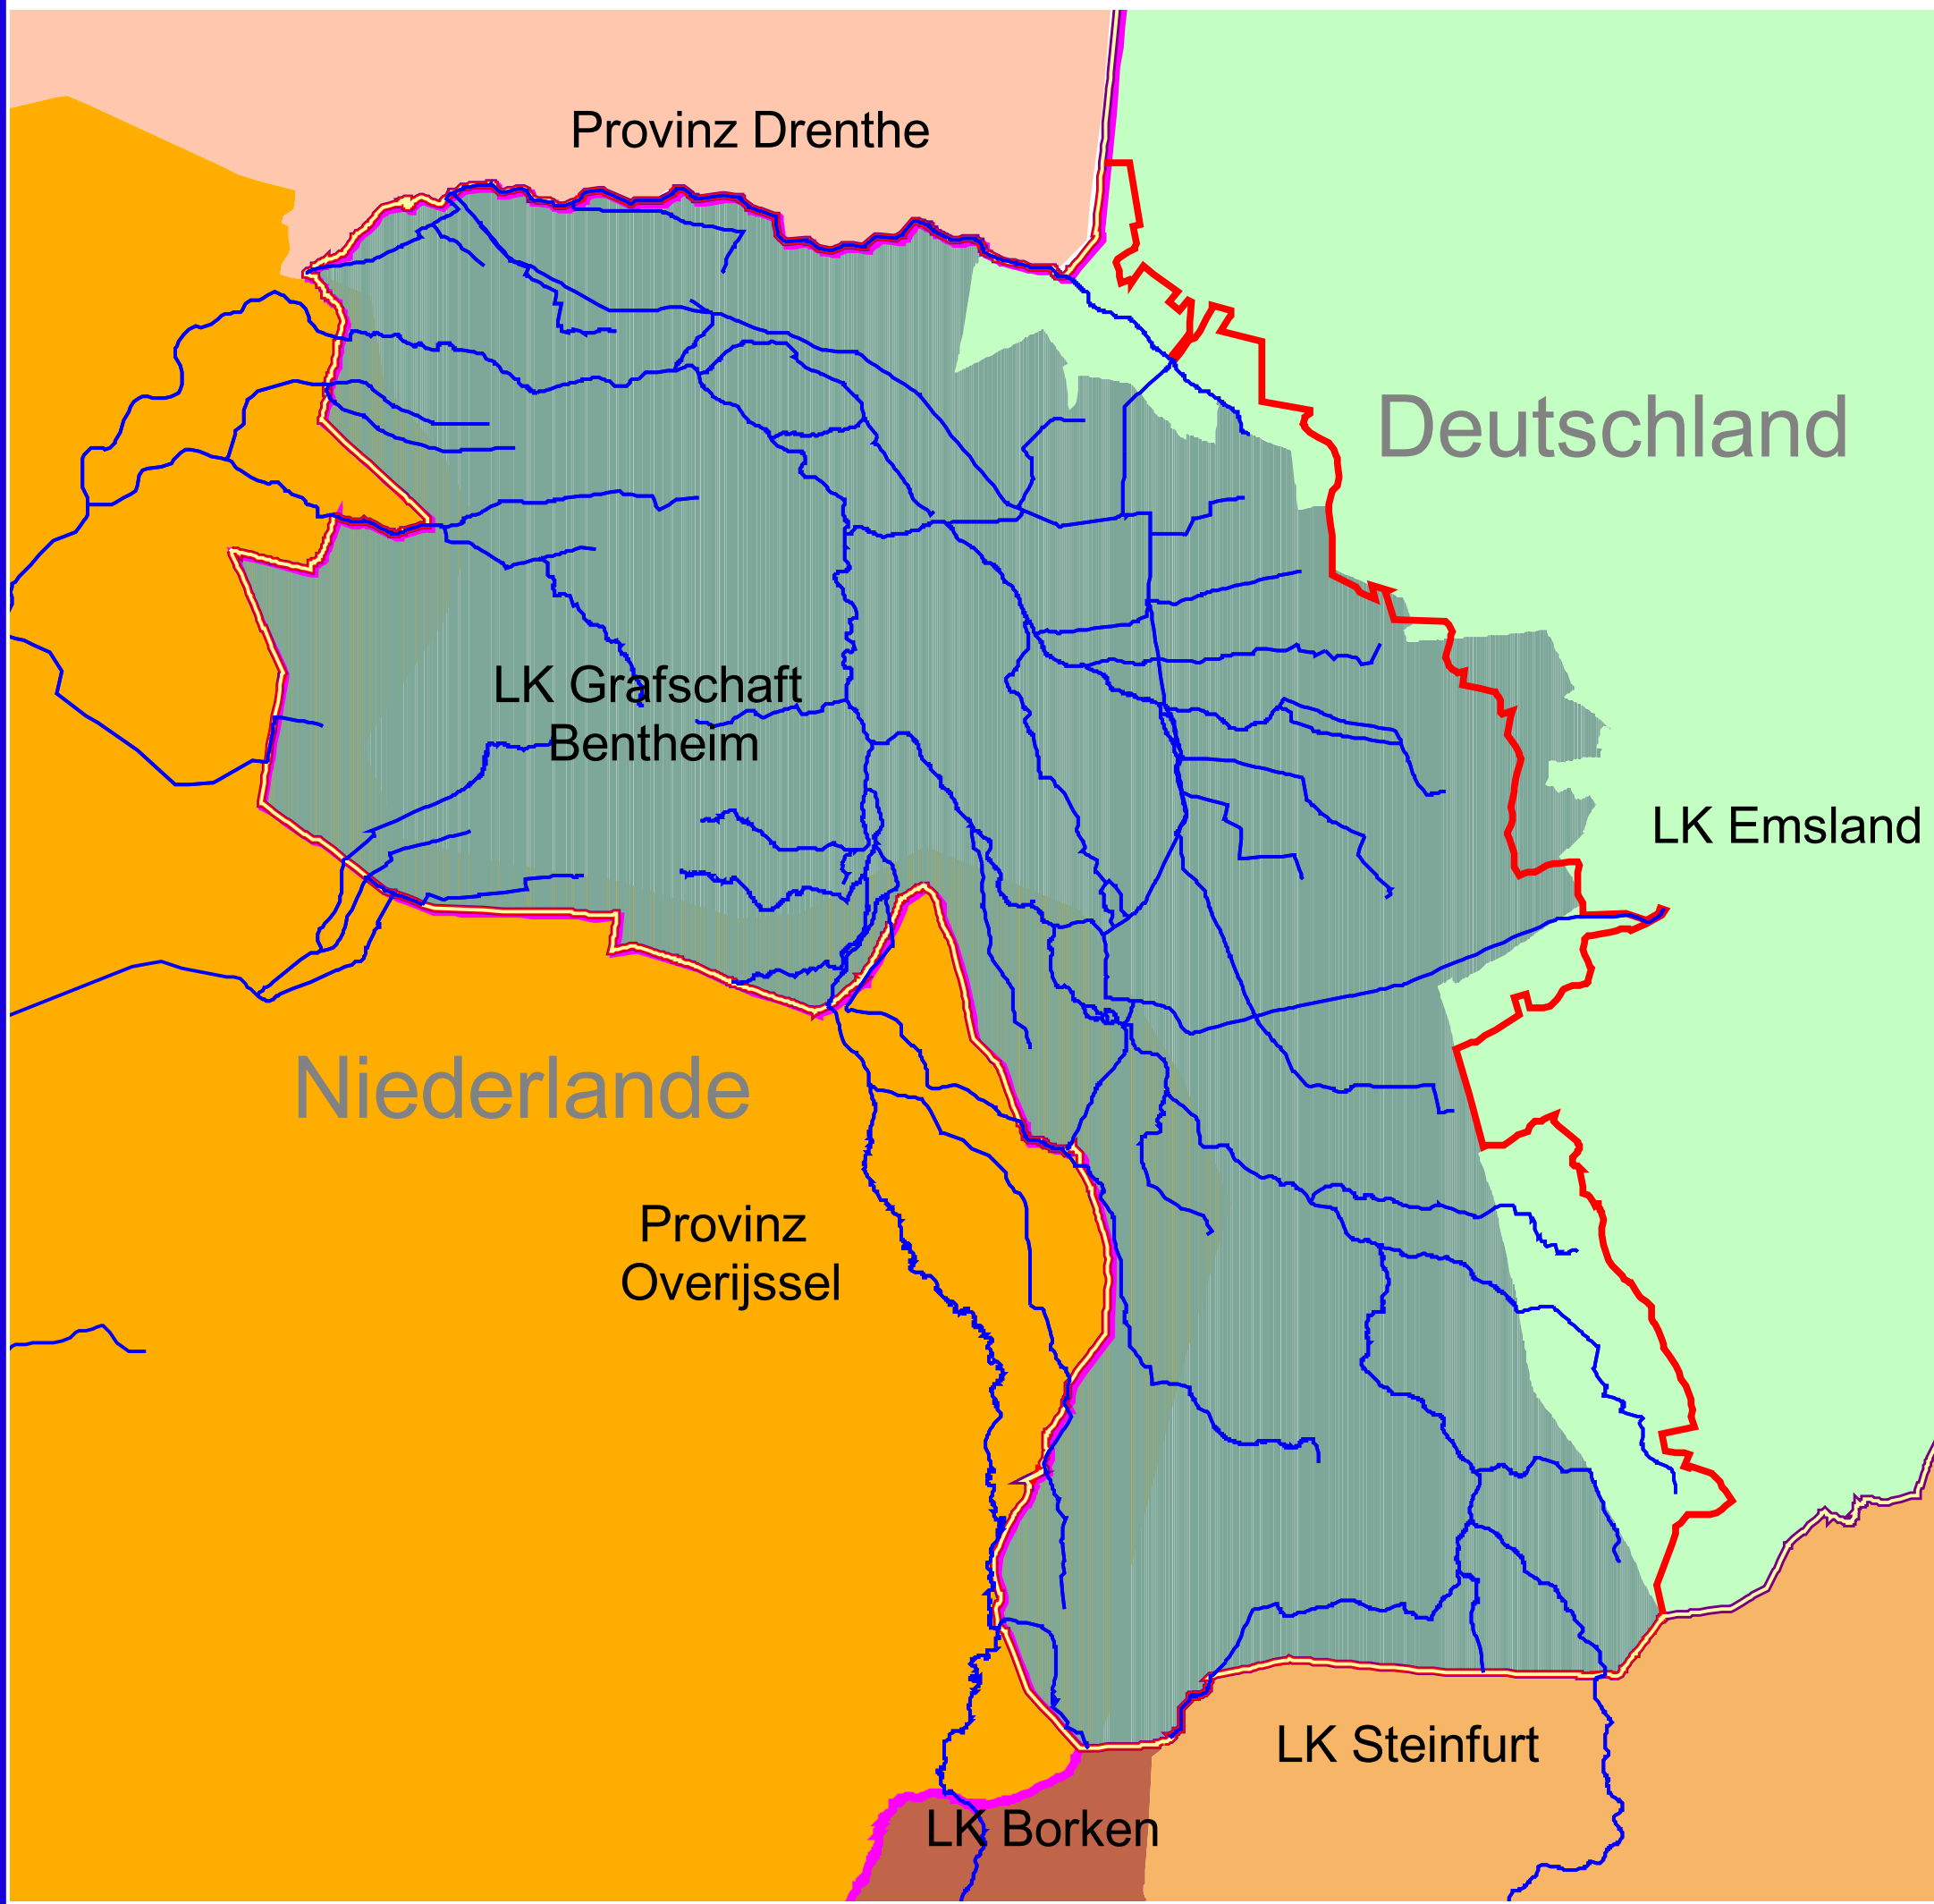 Provinz Drenthe
Deutschland
LK Grafschaft
Bentheim
LK Emsland
Niederlande
Provinz
Overijssel
LK Steinfurt
LK Borken